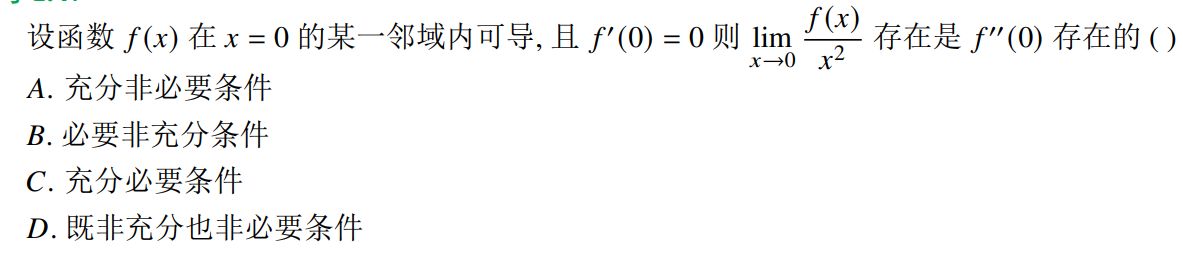 设函数 f(x) 在 x = 0 的某一邻域内可导, 且 f′(0) = 0 则 lim_{x→0} f(x)/x² 存在是 f″(0) 存在的 ( )
A. 充分非必要条件
B. 必要非充分条件
C. 充分必要条件
D. 既非充分也非必要条件